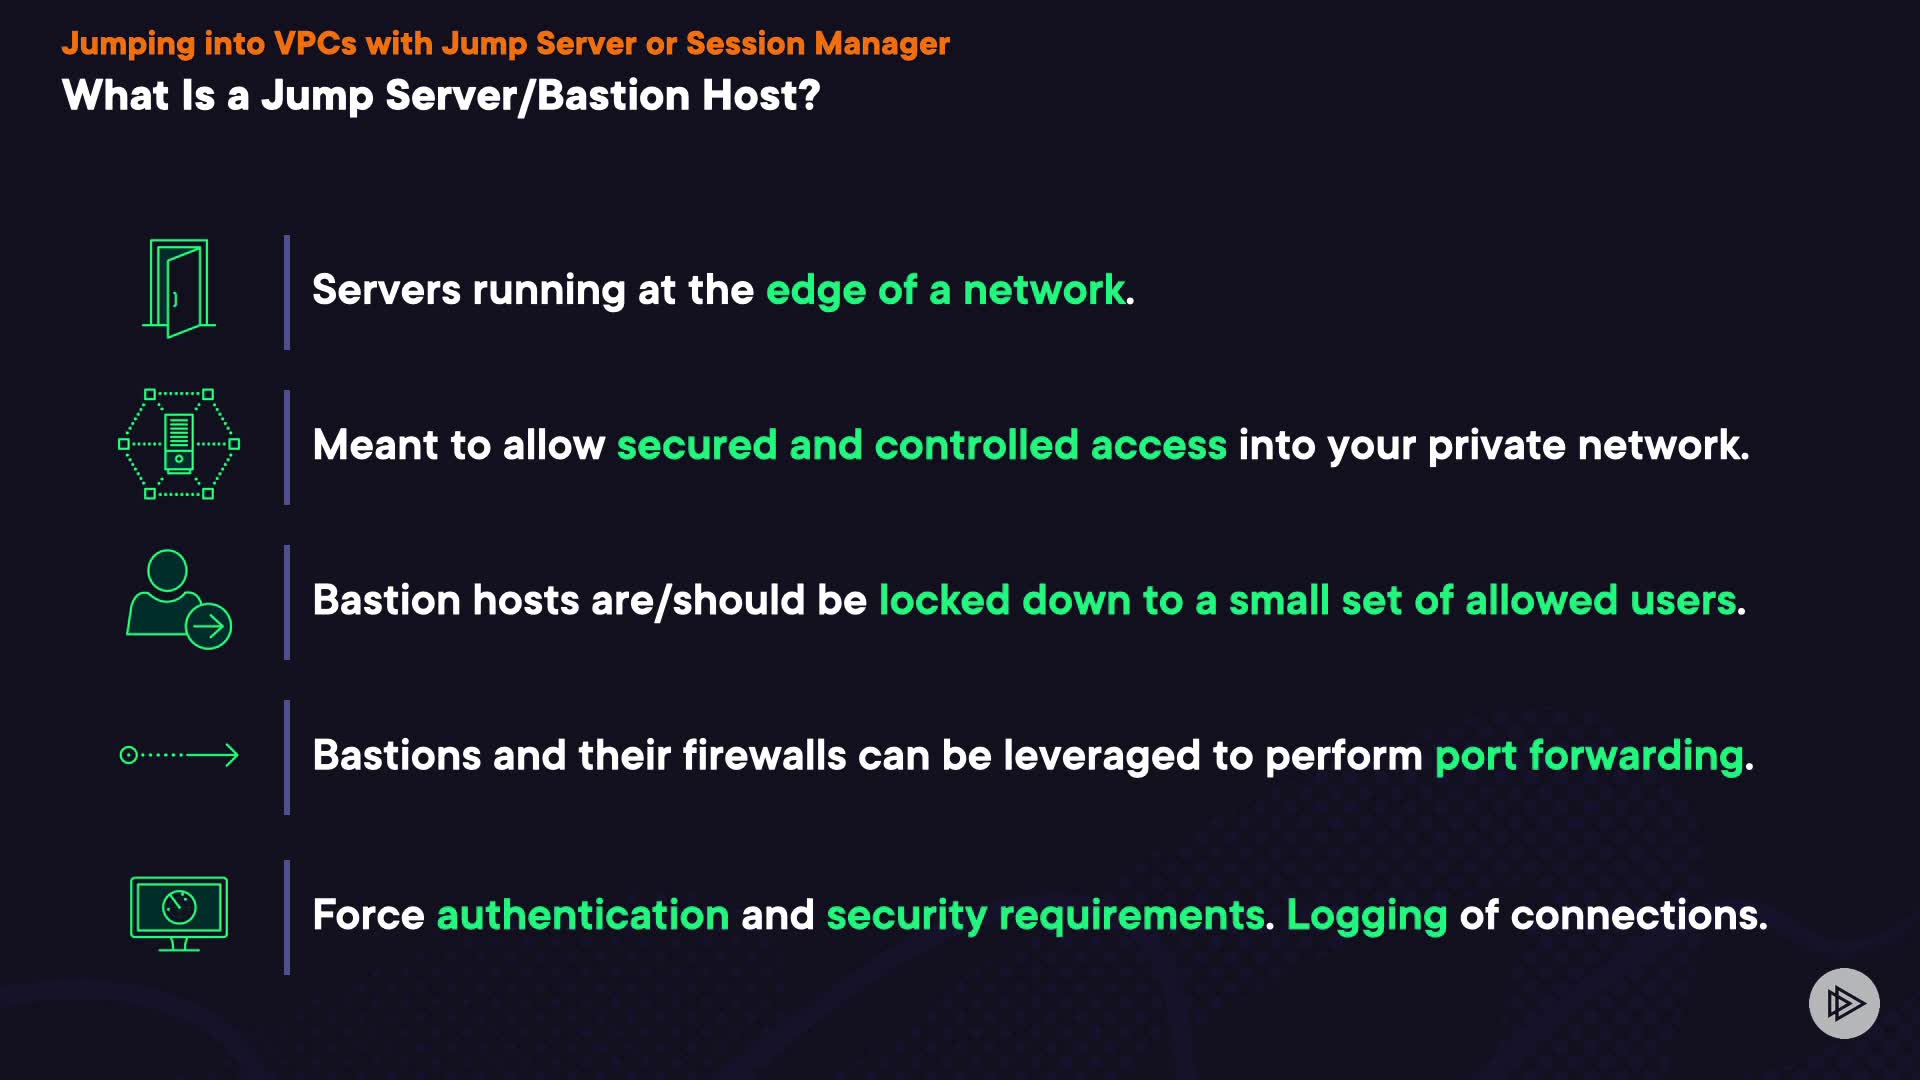 Jumping into VPCs with Jump Server or Session Manager
What Is a Jump Server/Bastion Host?
Servers running at the edge of a network.
Meant to allow secured and controlled access into your private network.
Bastion hosts are/should be locked down to a small set of allowed users.
Bastions and their firewalls can be leveraged to perform port forwarding.
Force authentication and security requirements. Logging of connections.